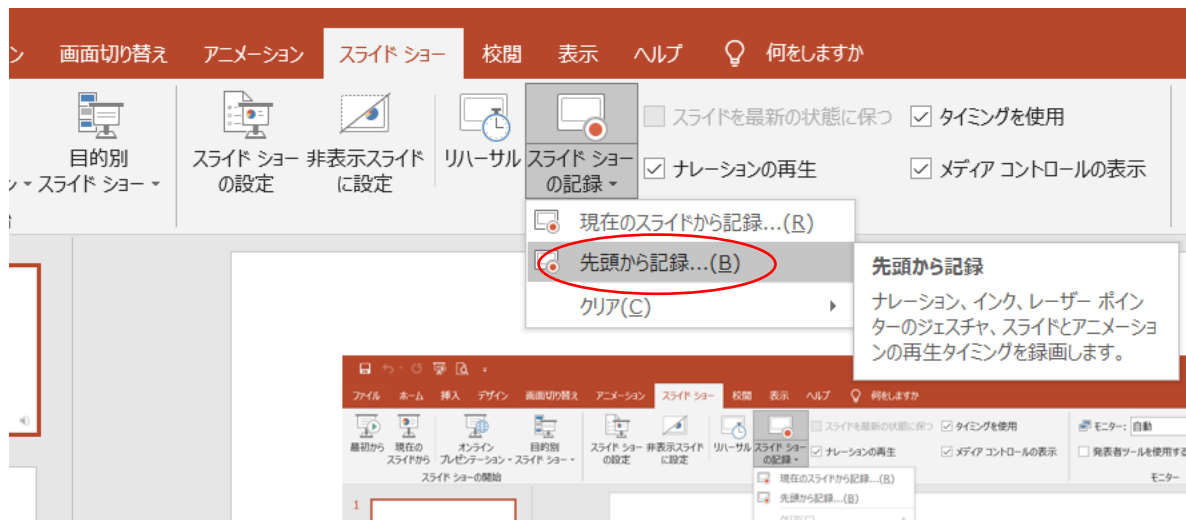 ン 画面切り替え アニメーション スライド ショー 校閲 表示 ヘルプ 何をしますか
目的別
スライド ショー
スライド ショー
の設定
非表示スライド
に設定
リハーサル
スライド ショー
の記録
スライドを最新の状態に保つ
タイミングを使用
ナレーションの再生
メディア コントロールの表示
現在のスライドから記録...(R)
先頭から記録...(B)
クリア(C)
先頭から記録
ナレーション、インク、レーザー ポイン
ターのジェスチャ、スライドとアニメーショ
ンの再生タイミングを録画します。
ファイル ホーム 挿入 デザイン 画面切り替え アニメーション スライド ショー 校閲 表示 ヘルプ 何をしますか
最初から
現在の
スライドから
オンライン
プレゼンテーション
目的別
スライド ショー
スライド ショー
の設定
非表示スライド
に設定
リハーサル
スライド ショー
の記録
スライドを最新の状態に保つ
タイミングを使用
モニター: 自動
ナレーションの再生
メディア コントロールの表示
発表者ツールを使用する
スライド ショーの開始
モニター
現在のスライドから記録...(R)
先頭から記録...(B)
クリア(C)
1